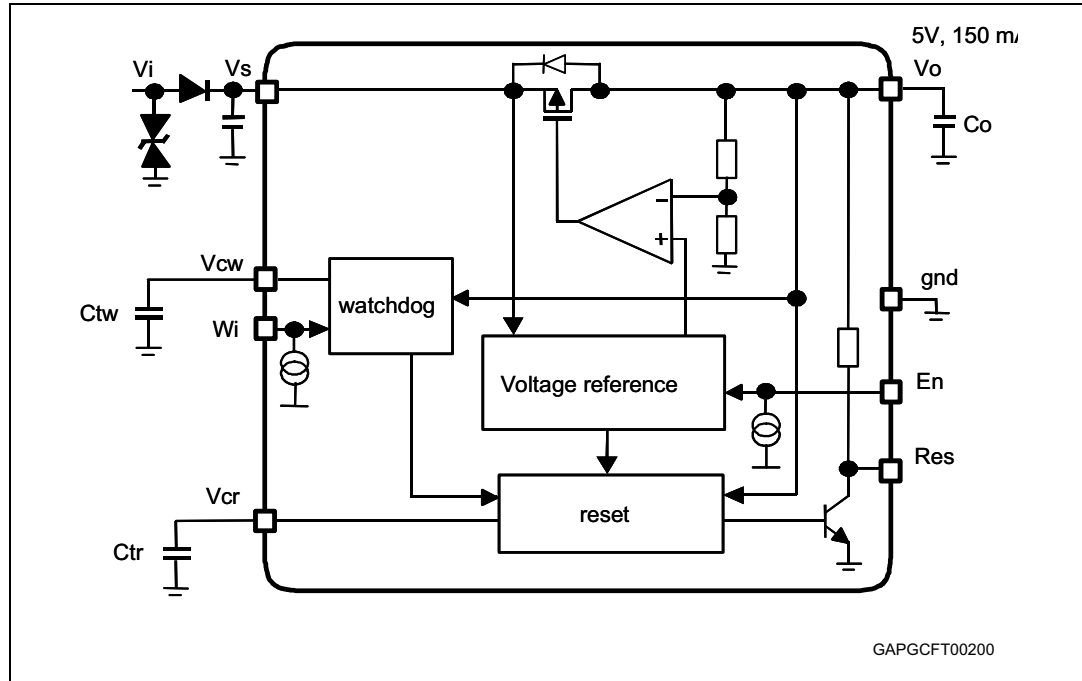 5V, 150 m
Vi
Vs
Vo
Co
−
+
Vcw
gnd
Ctw
watchdog
Wi
Voltage reference
En
Res
Vcr
reset
Ctr
GAPGCFT00200